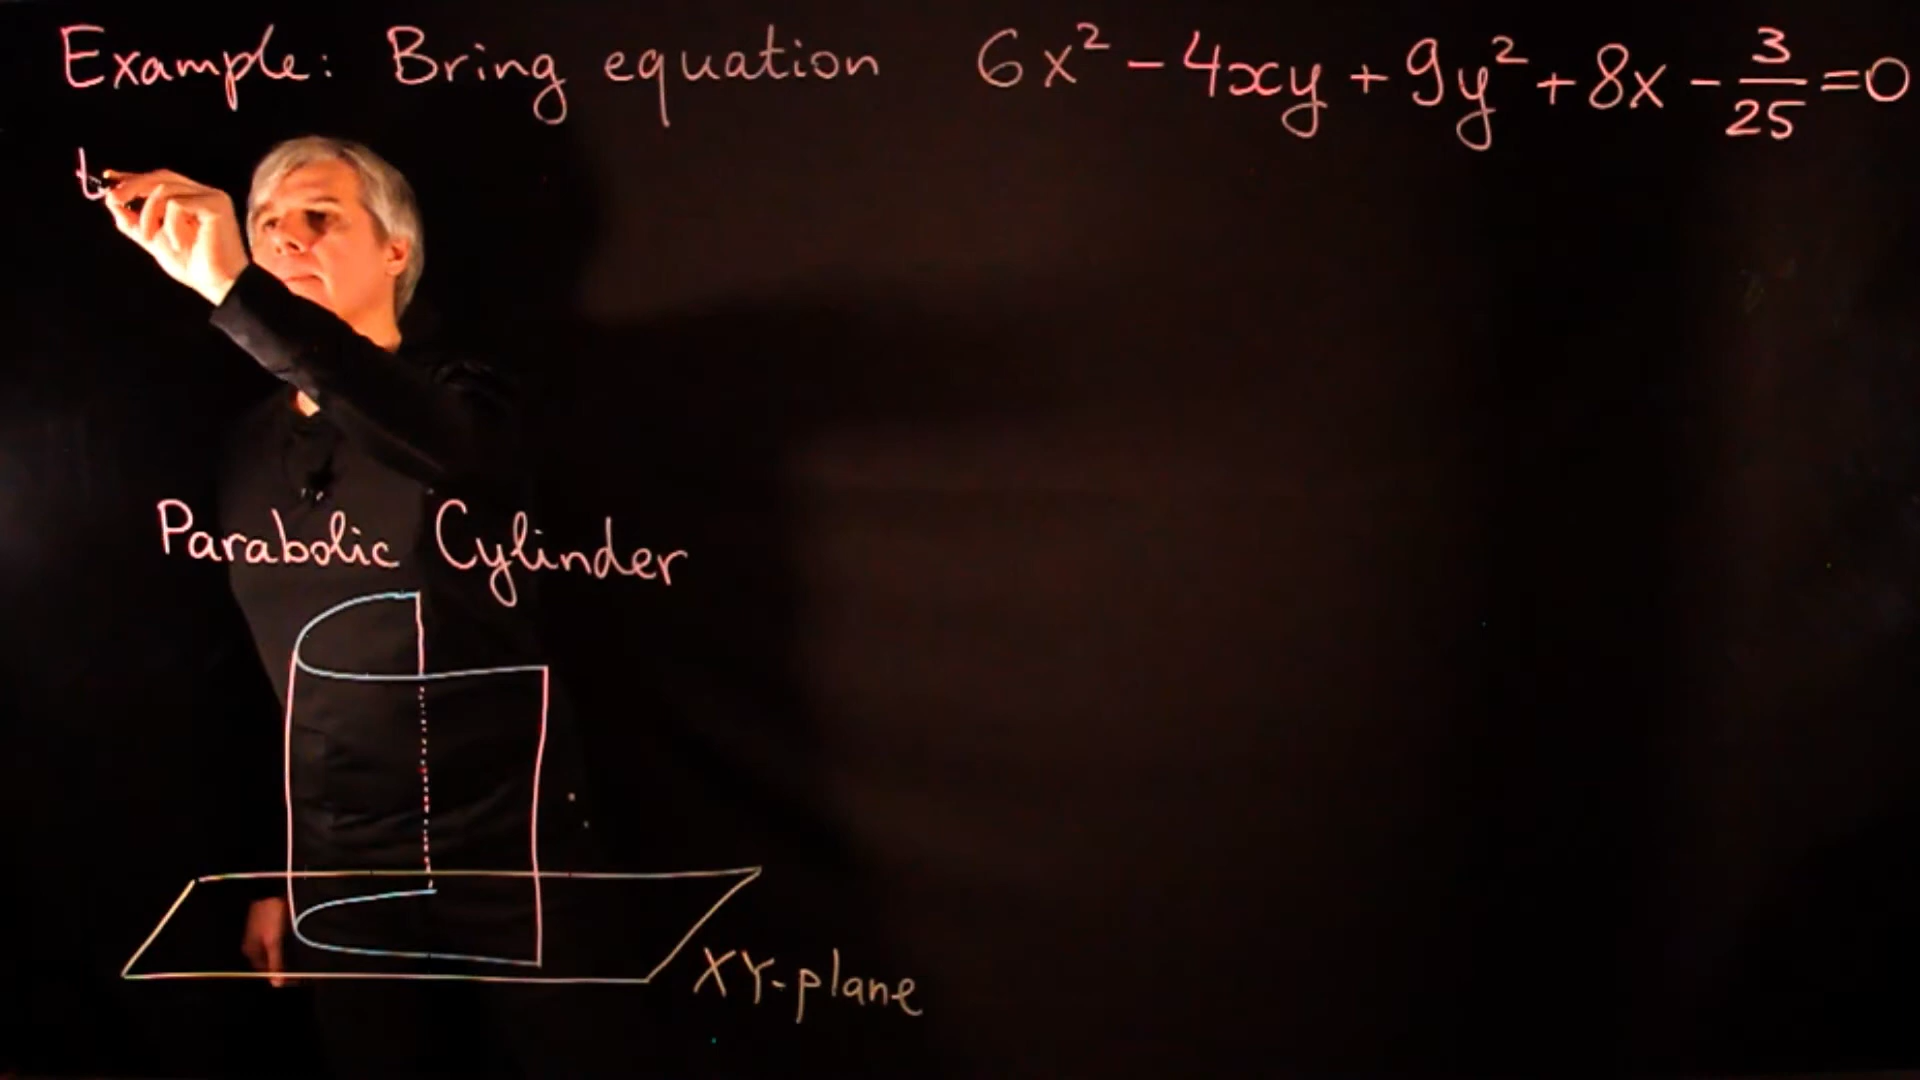 Example: Bring equation 6x² - 4xy + 9y² + 8x - 3/25 = 0
t
Parabolic Cylinder
XY-plane